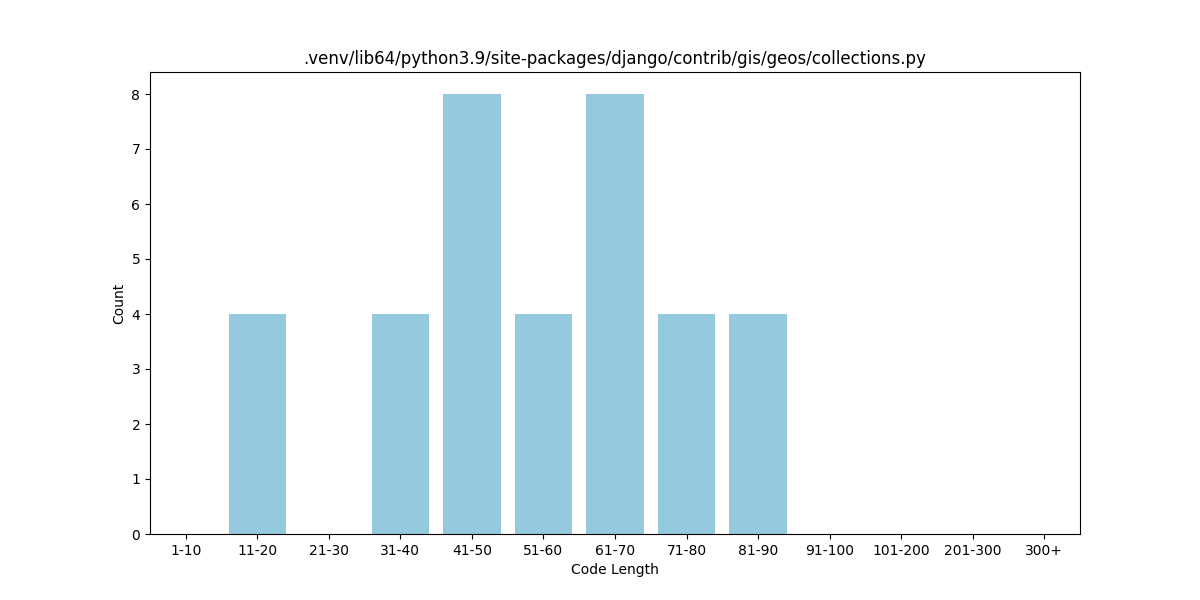 .venv/lib64/python3.9/site-packages/django/contrib/gis/geos/collections.py
8
7
6
5
4
3
2
1
0
Count
1-10 11-20 21-30 31-40 41-50 51-60 61-70 71-80 81-90 91-100 101-200 201-300 300+
Code Length